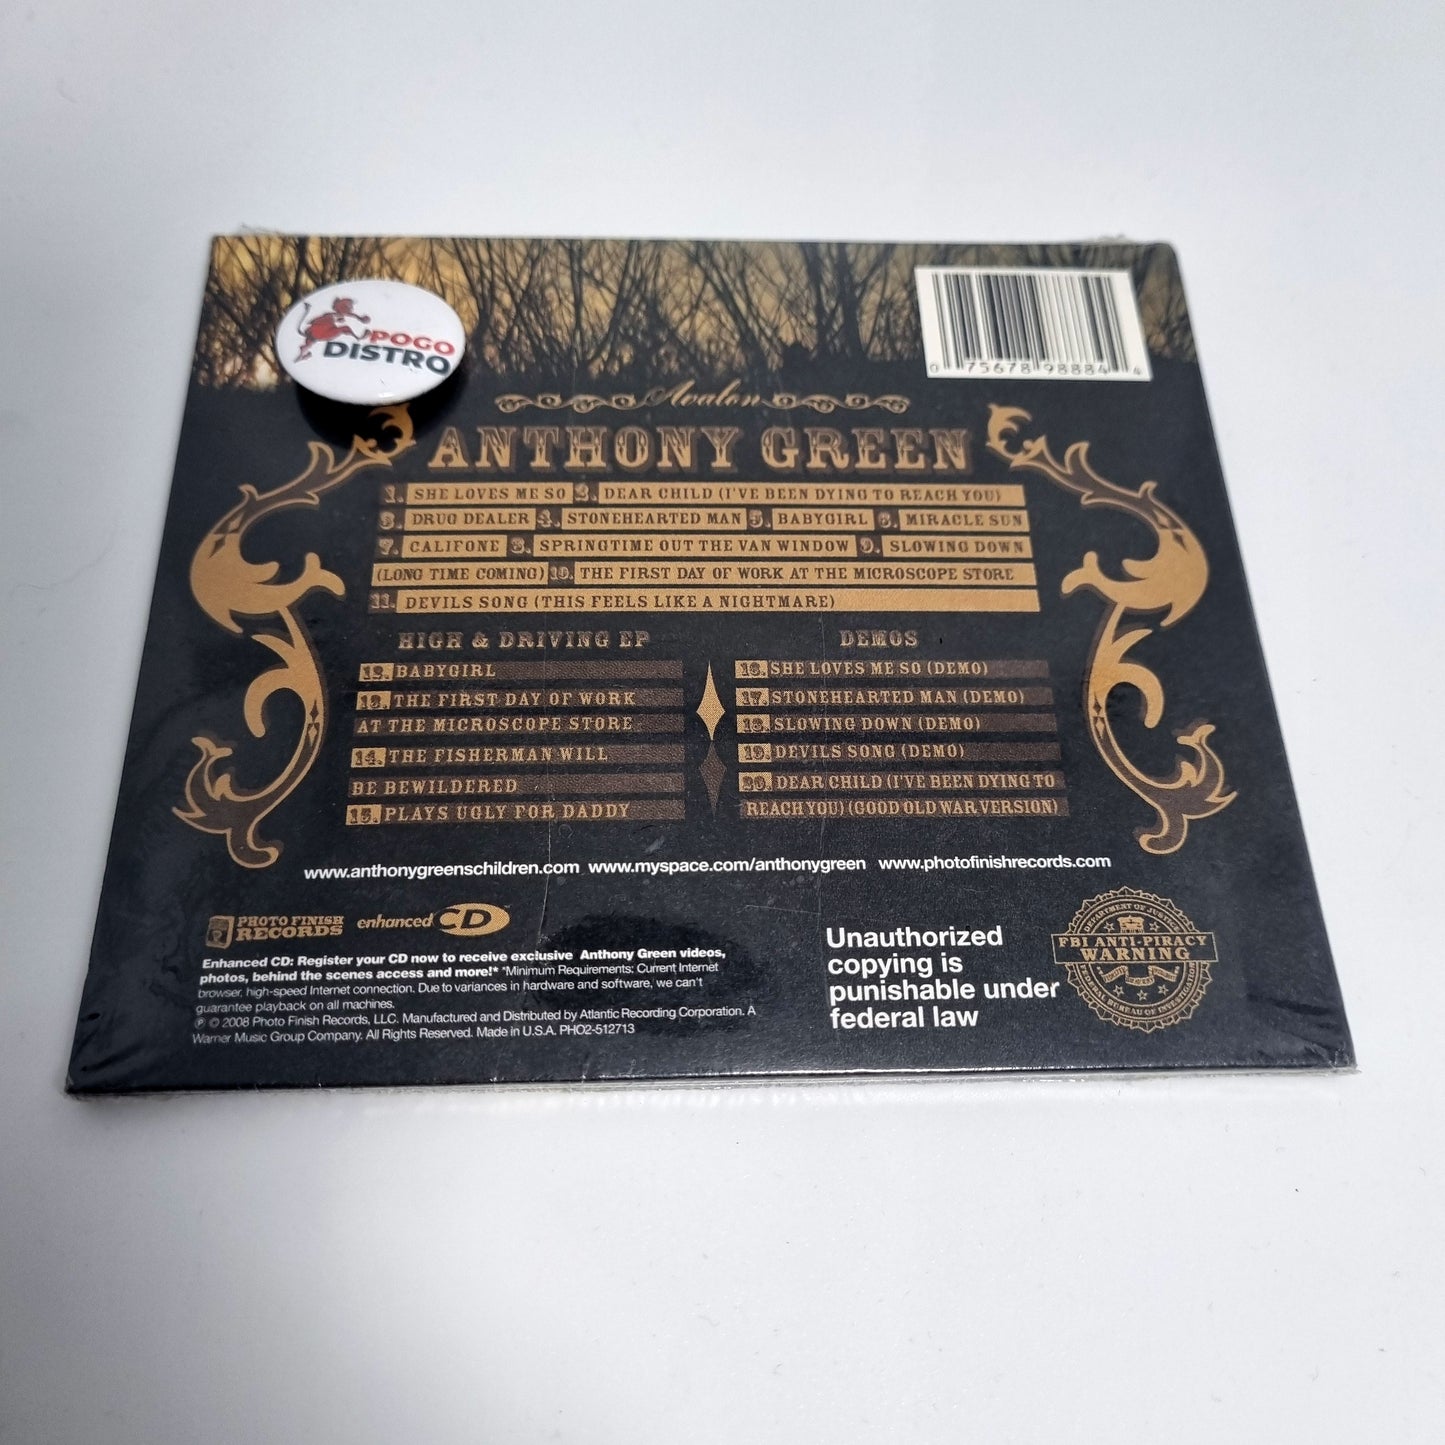 POGO
DISTRO
0 75678 98884 4
Avalon
ANTHONY GREEN
1. SHE LOVES ME SO 2. DEAR CHILD (I'VE BEEN DYING TO REACH YOU)
3. DRUG DEALER 4. STONEHEARTED MAN 5. BABYGIRL 6. MIRACLE SUN
7. CALIFONE 8. SPRINGTIME OUT THE VAN WINDOW 9. SLOWING DOWN
(LONG TIME COMING) 10. THE FIRST DAY OF WORK AT THE MICROSCOPE STORE
11. DEVILS SONG (THIS FEELS LIKE A NIGHTMARE)
HIGH & DRIVING EP
12. BABYGIRL
13. THE FIRST DAY OF WORK
AT THE MICROSCOPE STORE
14. THE FISHERMAN WILL
BE BEWILDERED
15. PLAYS UGLY FOR DADDY
DEMOS
16. SHE LOVES ME SO (DEMO)
17. STONEHEARTED MAN (DEMO)
18. SLOWING DOWN (DEMO)
19. DEVILS SONG (DEMO)
20. DEAR CHILD (I'VE BEEN DYING TO
REACH YOU) (GOOD OLD WAR VERSION)
www.anthonygreenschildren.com www.myspace.com/anthonygreen www.photofinishrecords.com
PHOTO FINISH
RECORDS
enhanced CD
Enhanced CD: Register your CD now to receive exclusive Anthony Green videos,
photos, behind the scenes access and more!* *Minimum Requirements: Current Internet
browser, high-speed Internet connection. Due to variances in hardware and software, we can't
guarantee playback on all machines.
℗ © 2008 Photo Finish Records, LLC. Manufactured and Distributed by Atlantic Recording Corporation. A
Warner Music Group Company. All Rights Reserved. Made in U.S.A. PHO2-512713
Unauthorized
copying is
punishable under
federal law
DEPARTMENT OF JUSTICE
FBI ANTI-PIRACY
WARNING
FEDERAL BUREAU OF INVESTIGATION